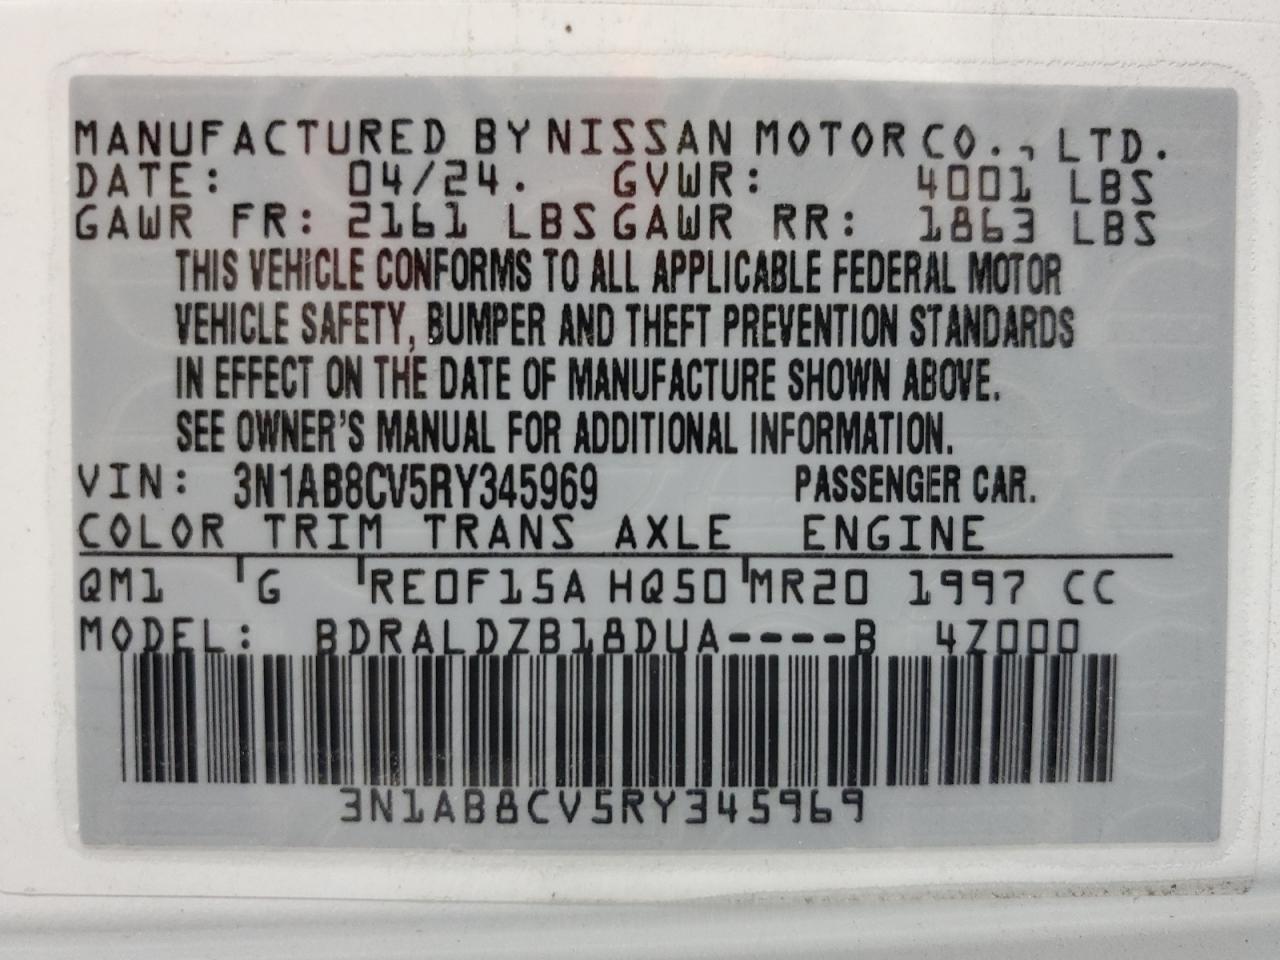 MANUFACTURED BY NISSAN MOTOR CO., LTD.
DATE: 04/24. GVWR: 4001 LBS
GAWR FR: 2161 LBS GAWR RR: 1863 LBS
THIS VEHICLE CONFORMS TO ALL APPLICABLE FEDERAL MOTOR
VEHICLE SAFETY, BUMPER AND THEFT PREVENTION STANDARDS
IN EFFECT ON THE DATE OF MANUFACTURE SHOWN ABOVE.
SEE OWNER'S MANUAL FOR ADDITIONAL INFORMATION.
VIN: 3N1AB8CV5RY345969 PASSENGER CAR.
COLOR TRIM TRANS AXLE ENGINE
QM1 G RE0F15A HQ50 MR20 1997 CC
MODEL: BDRALDZB18DUA----B 4Z000
3N1AB8CV5RY345969